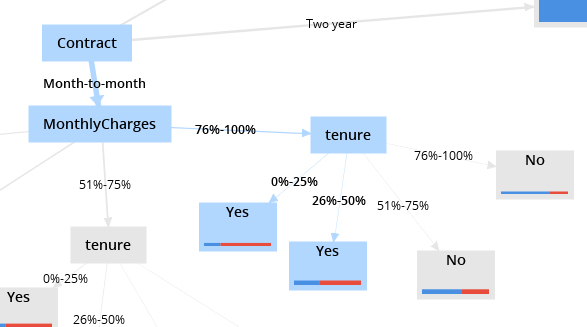 Two year
Contract
Month-to-month
MonthlyCharges
76%-100%
tenure
76%-100%
No
51%-75%
0%-25%
26%-50%
51%-75%
Yes
tenure
Yes
No
0%-25%
Yes
26%-50%